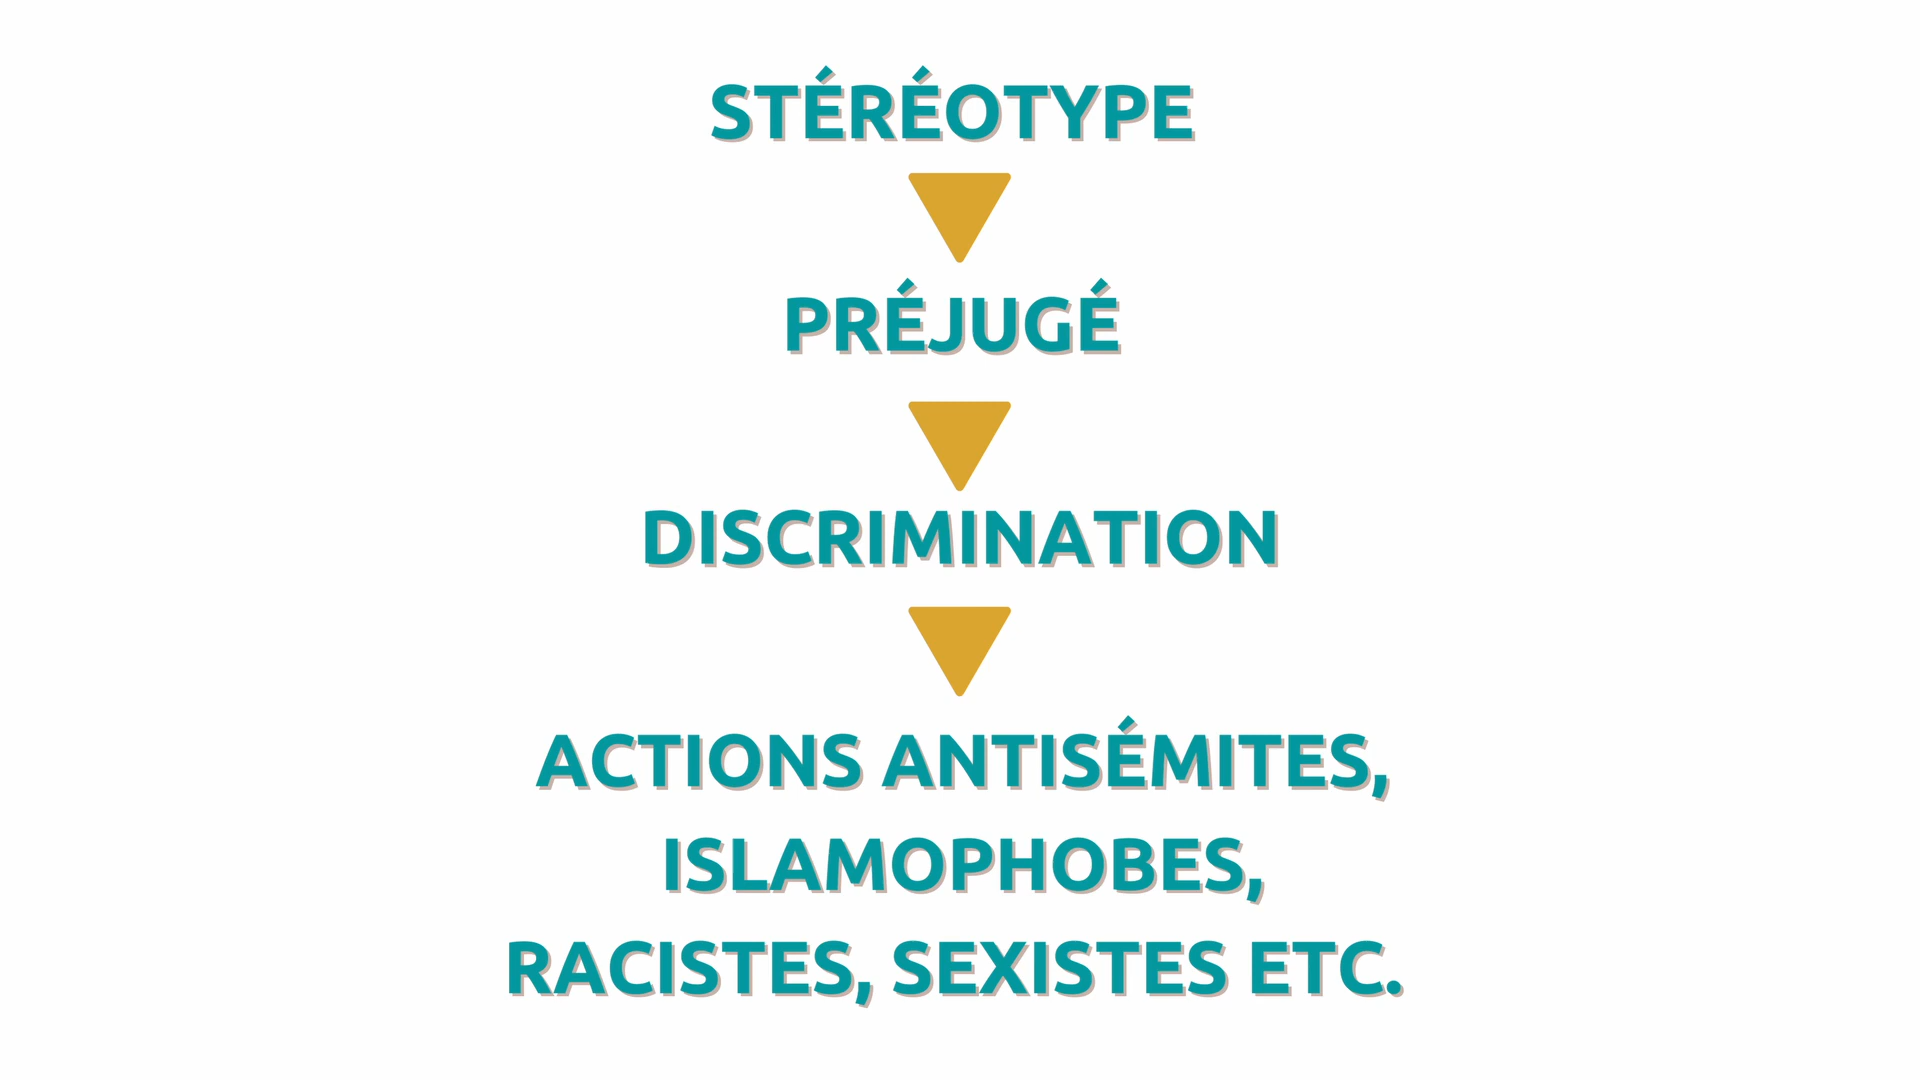 STÉRÉOTYPE
PRÉJUGÉ
DISCRIMINATION
ACTIONS ANTISÉMITES,
ISLAMOPHOBES,
RACISTES, SEXISTES ETC.